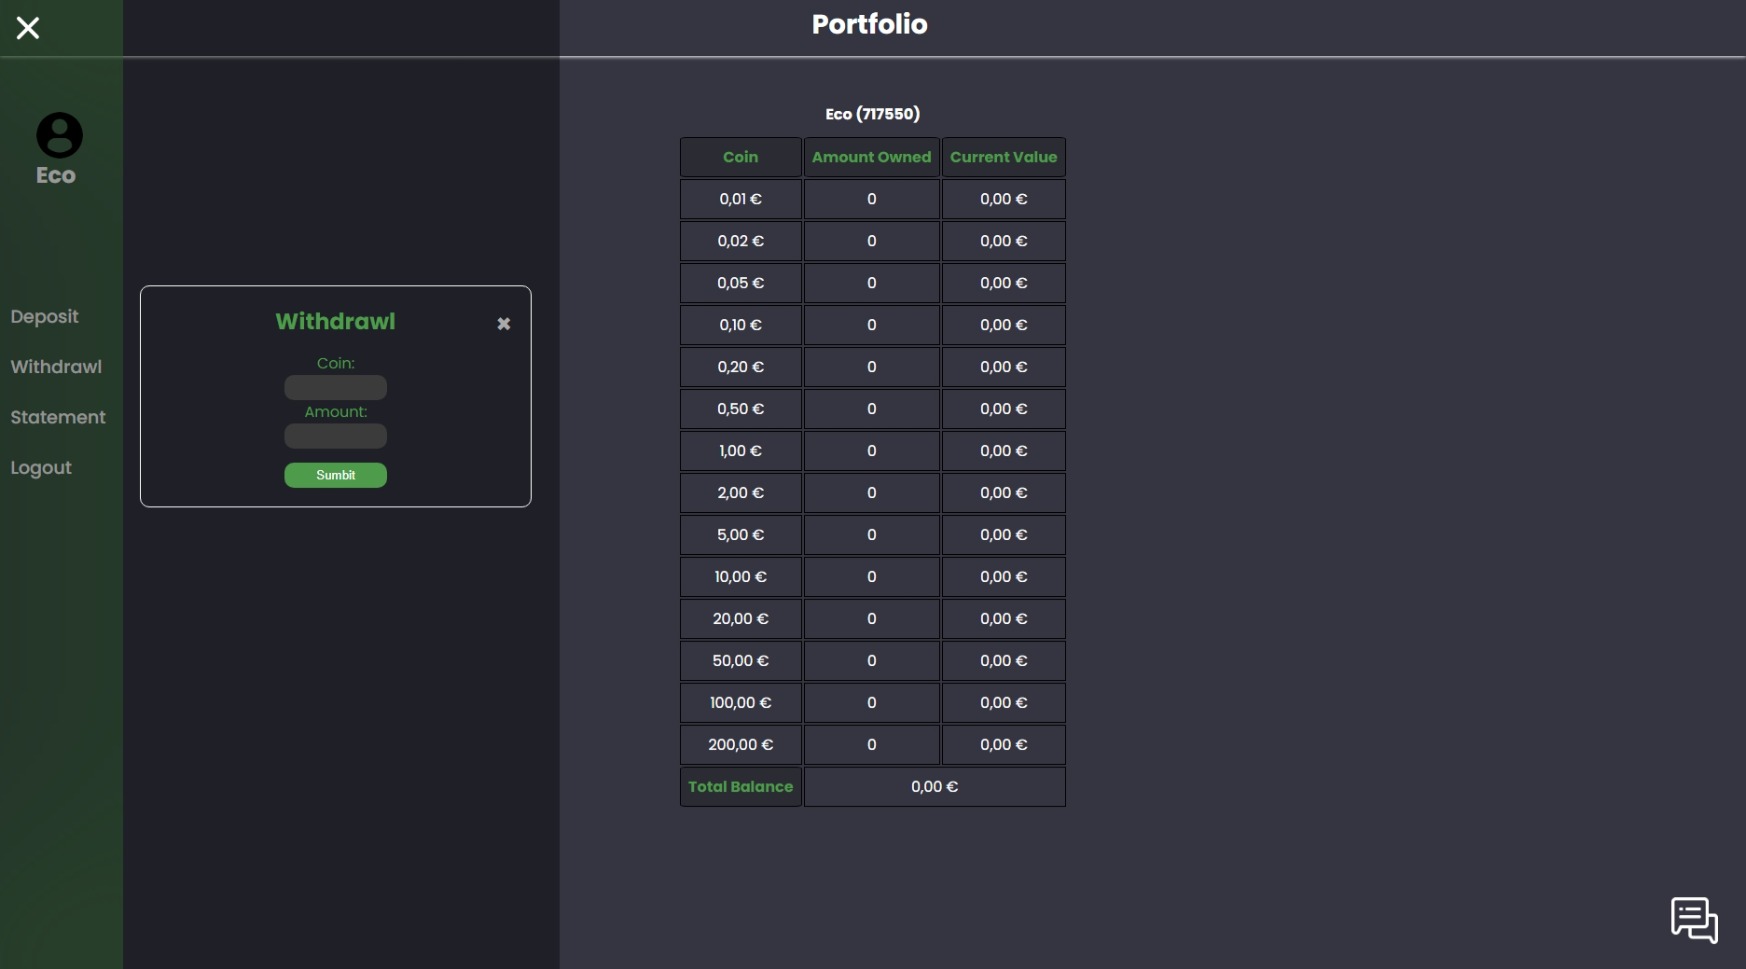 Portfolio
Eco
Deposit
Withdrawl
Statement
Logout
Withdrawl
Coin:
Amount:
Sumbit
Eco (717550)
Coin Amount Owned Current Value
0,01 € 0 0,00 €
0,02 € 0 0,00 €
0,05 € 0 0,00 €
0,10 € 0 0,00 €
0,20 € 0 0,00 €
0,50 € 0 0,00 €
1,00 € 0 0,00 €
2,00 € 0 0,00 €
5,00 € 0 0,00 €
10,00 € 0 0,00 €
20,00 € 0 0,00 €
50,00 € 0 0,00 €
100,00 € 0 0,00 €
200,00 € 0 0,00 €
Total Balance 0,00 €